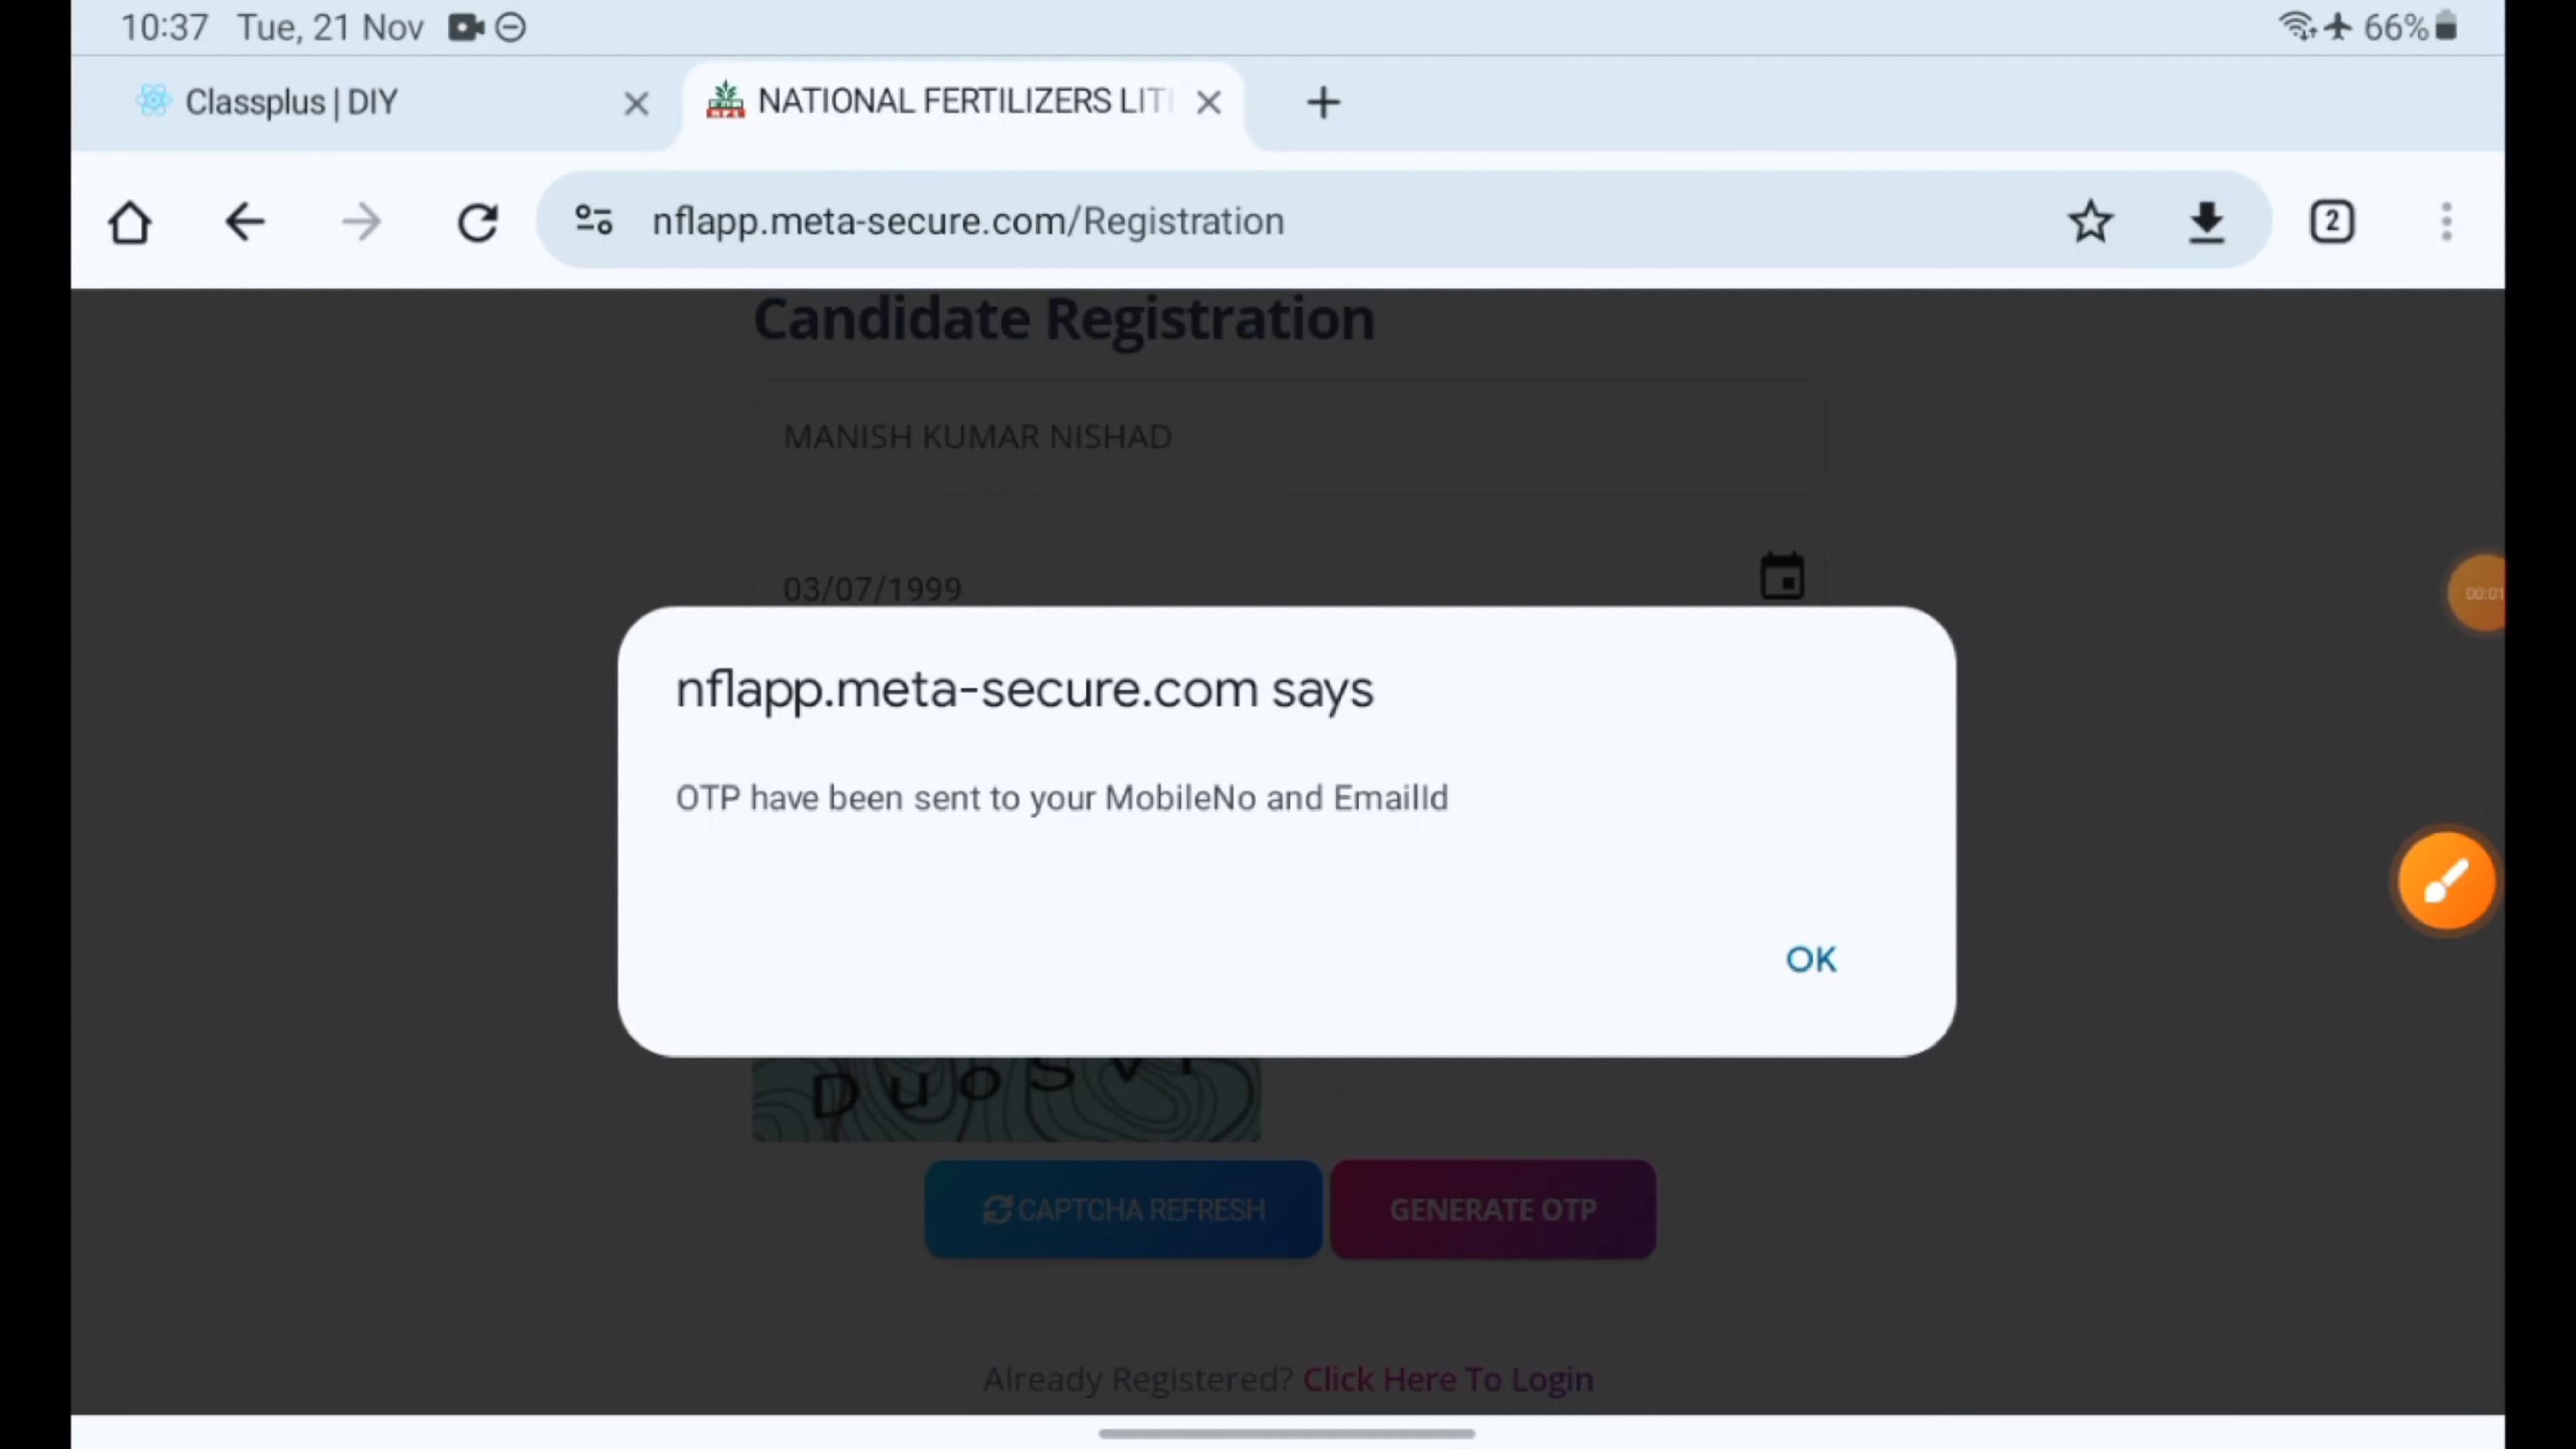 10:37 Tue, 21 Nov 66%
Classplus | DIY NATIONAL FERTILIZERS LIT
nflapp.meta-secure.com/Registration 2
Candidate Registration
MANISH KUMAR NISHAD
03/07/1999
00:01
nflapp.meta-secure.com says
OTP have been sent to your MobileNo and EmailId
OK
D u o S v
CAPTCHA REFRESH GENERATE OTP
Already Registered? Click Here To Login